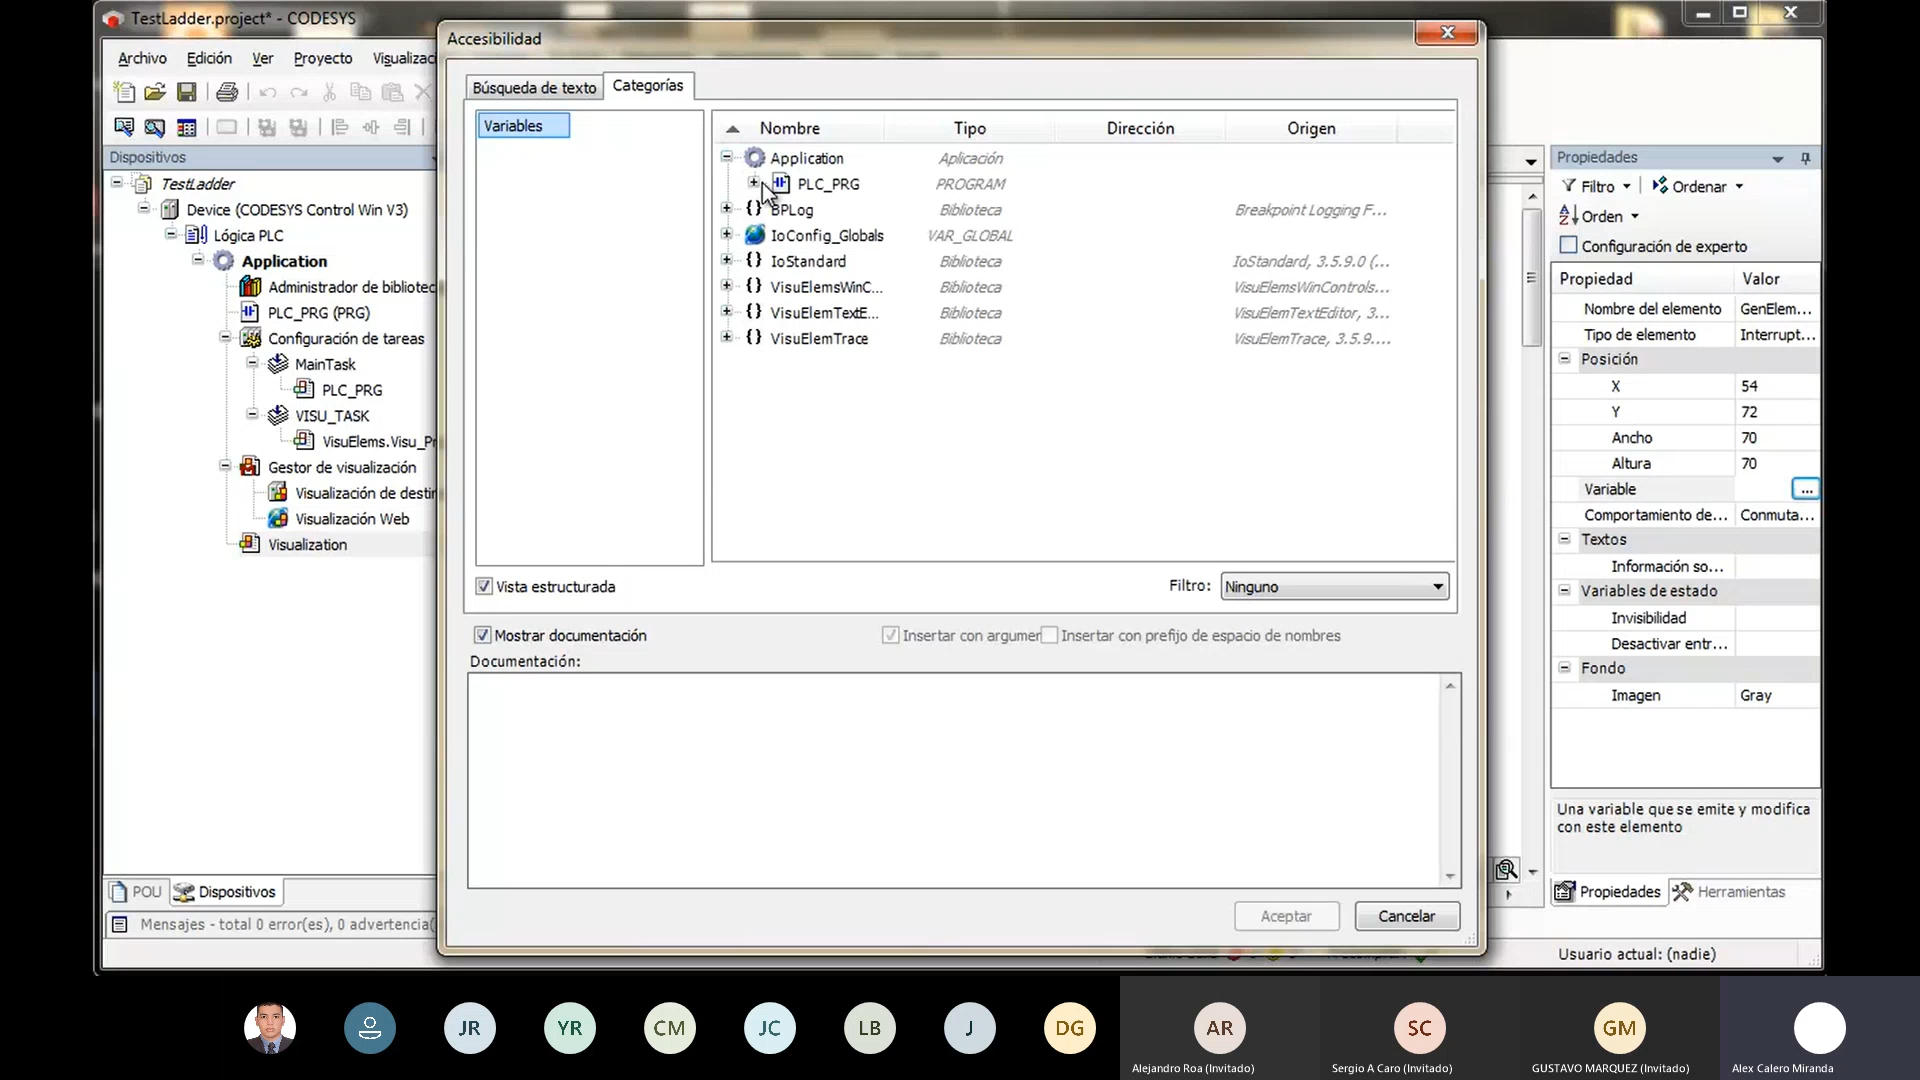 TestLadder.project* - CODESYS
Archivo Edición Ver Proyecto Visualizac
Dispositivos
TestLadder
Device (CODESYS Control Win V3)
Lógica PLC
Application
Administrador de bibliotec
PLC_PRG (PRG)
Configuración de tareas
MainTask
PLC_PRG
VISU_TASK
VisuElems.Visu_Pr
Gestor de visualización
Visualización de destin
Visualización Web
Visualization
POU Dispositivos
Mensajes - total 0 error(es), 0 advertencia(
Accesibilidad
Búsqueda de texto Categorías
Variables
Nombre Tipo Dirección Origen
Application Aplicación
PLC_PRG PROGRAM
BPLog Biblioteca Breakpoint Logging F...
IoConfig_Globals VAR_GLOBAL
IoStandard Biblioteca IoStandard, 3.5.9.0 (...
VisuElemsWinC... Biblioteca VisuElemsWinControls...
VisuElemTextE... Biblioteca VisuElemTextEditor, 3...
VisuElemTrace Biblioteca VisuElemTrace, 3.5.9....
Vista estructurada Filtro: Ninguno
Mostrar documentación Insertar con argumer Insertar con prefijo de espacio de nombres
Documentación:
Aceptar Cancelar
Propiedades
Filtro Ordenar
Orden
Configuración de experto
Propiedad Valor
Nombre del elemento GenElem...
Tipo de elemento Interrupt...
Posición
X 54
Y 72
Ancho 70
Altura 70
Variable ...
Comportamiento de... Conmuta...
Textos
Información so...
Variables de estado
Invisibilidad
Desactivar entr...
Fondo
Imagen Gray
Una variable que se emite y modifica
con este elemento
Propiedades Herramientas
Usuario actual: (nadie)
JR YR CM JC LB J DG AR SC GM
Alejandro Roa (Invitado) Sergio A Caro (Invitado) GUSTAVO MARQUEZ (Invitado) Alex Calero Miranda